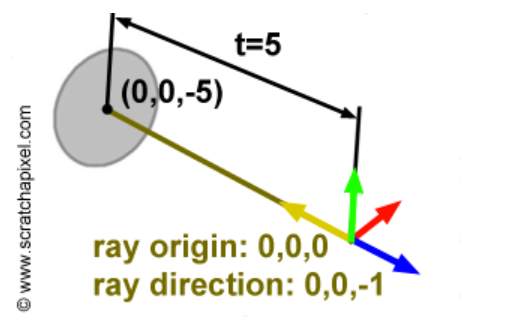 t=5
(0,0,-5)
ray origin: 0,0,0
ray direction: 0,0,-1
© www.scratchapixel.com